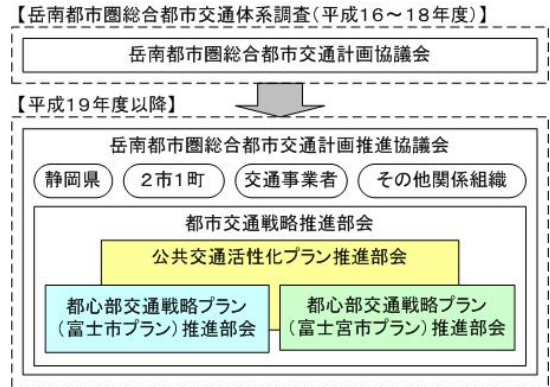 【岳南都市圏総合都市交通体系調査(平成16～18年度)】
岳南都市圏総合都市交通計画協議会
【平成19年度以降】
岳南都市圏総合都市交通計画推進協議会
静岡県 2市1町 交通事業者 その他関係組織
都市交通戦略推進部会
公共交通活性化プラン推進部会
都心部交通戦略プラン
(富士市プラン)推進部会
都心部交通戦略プラン
(富士宮市プラン)推進部会